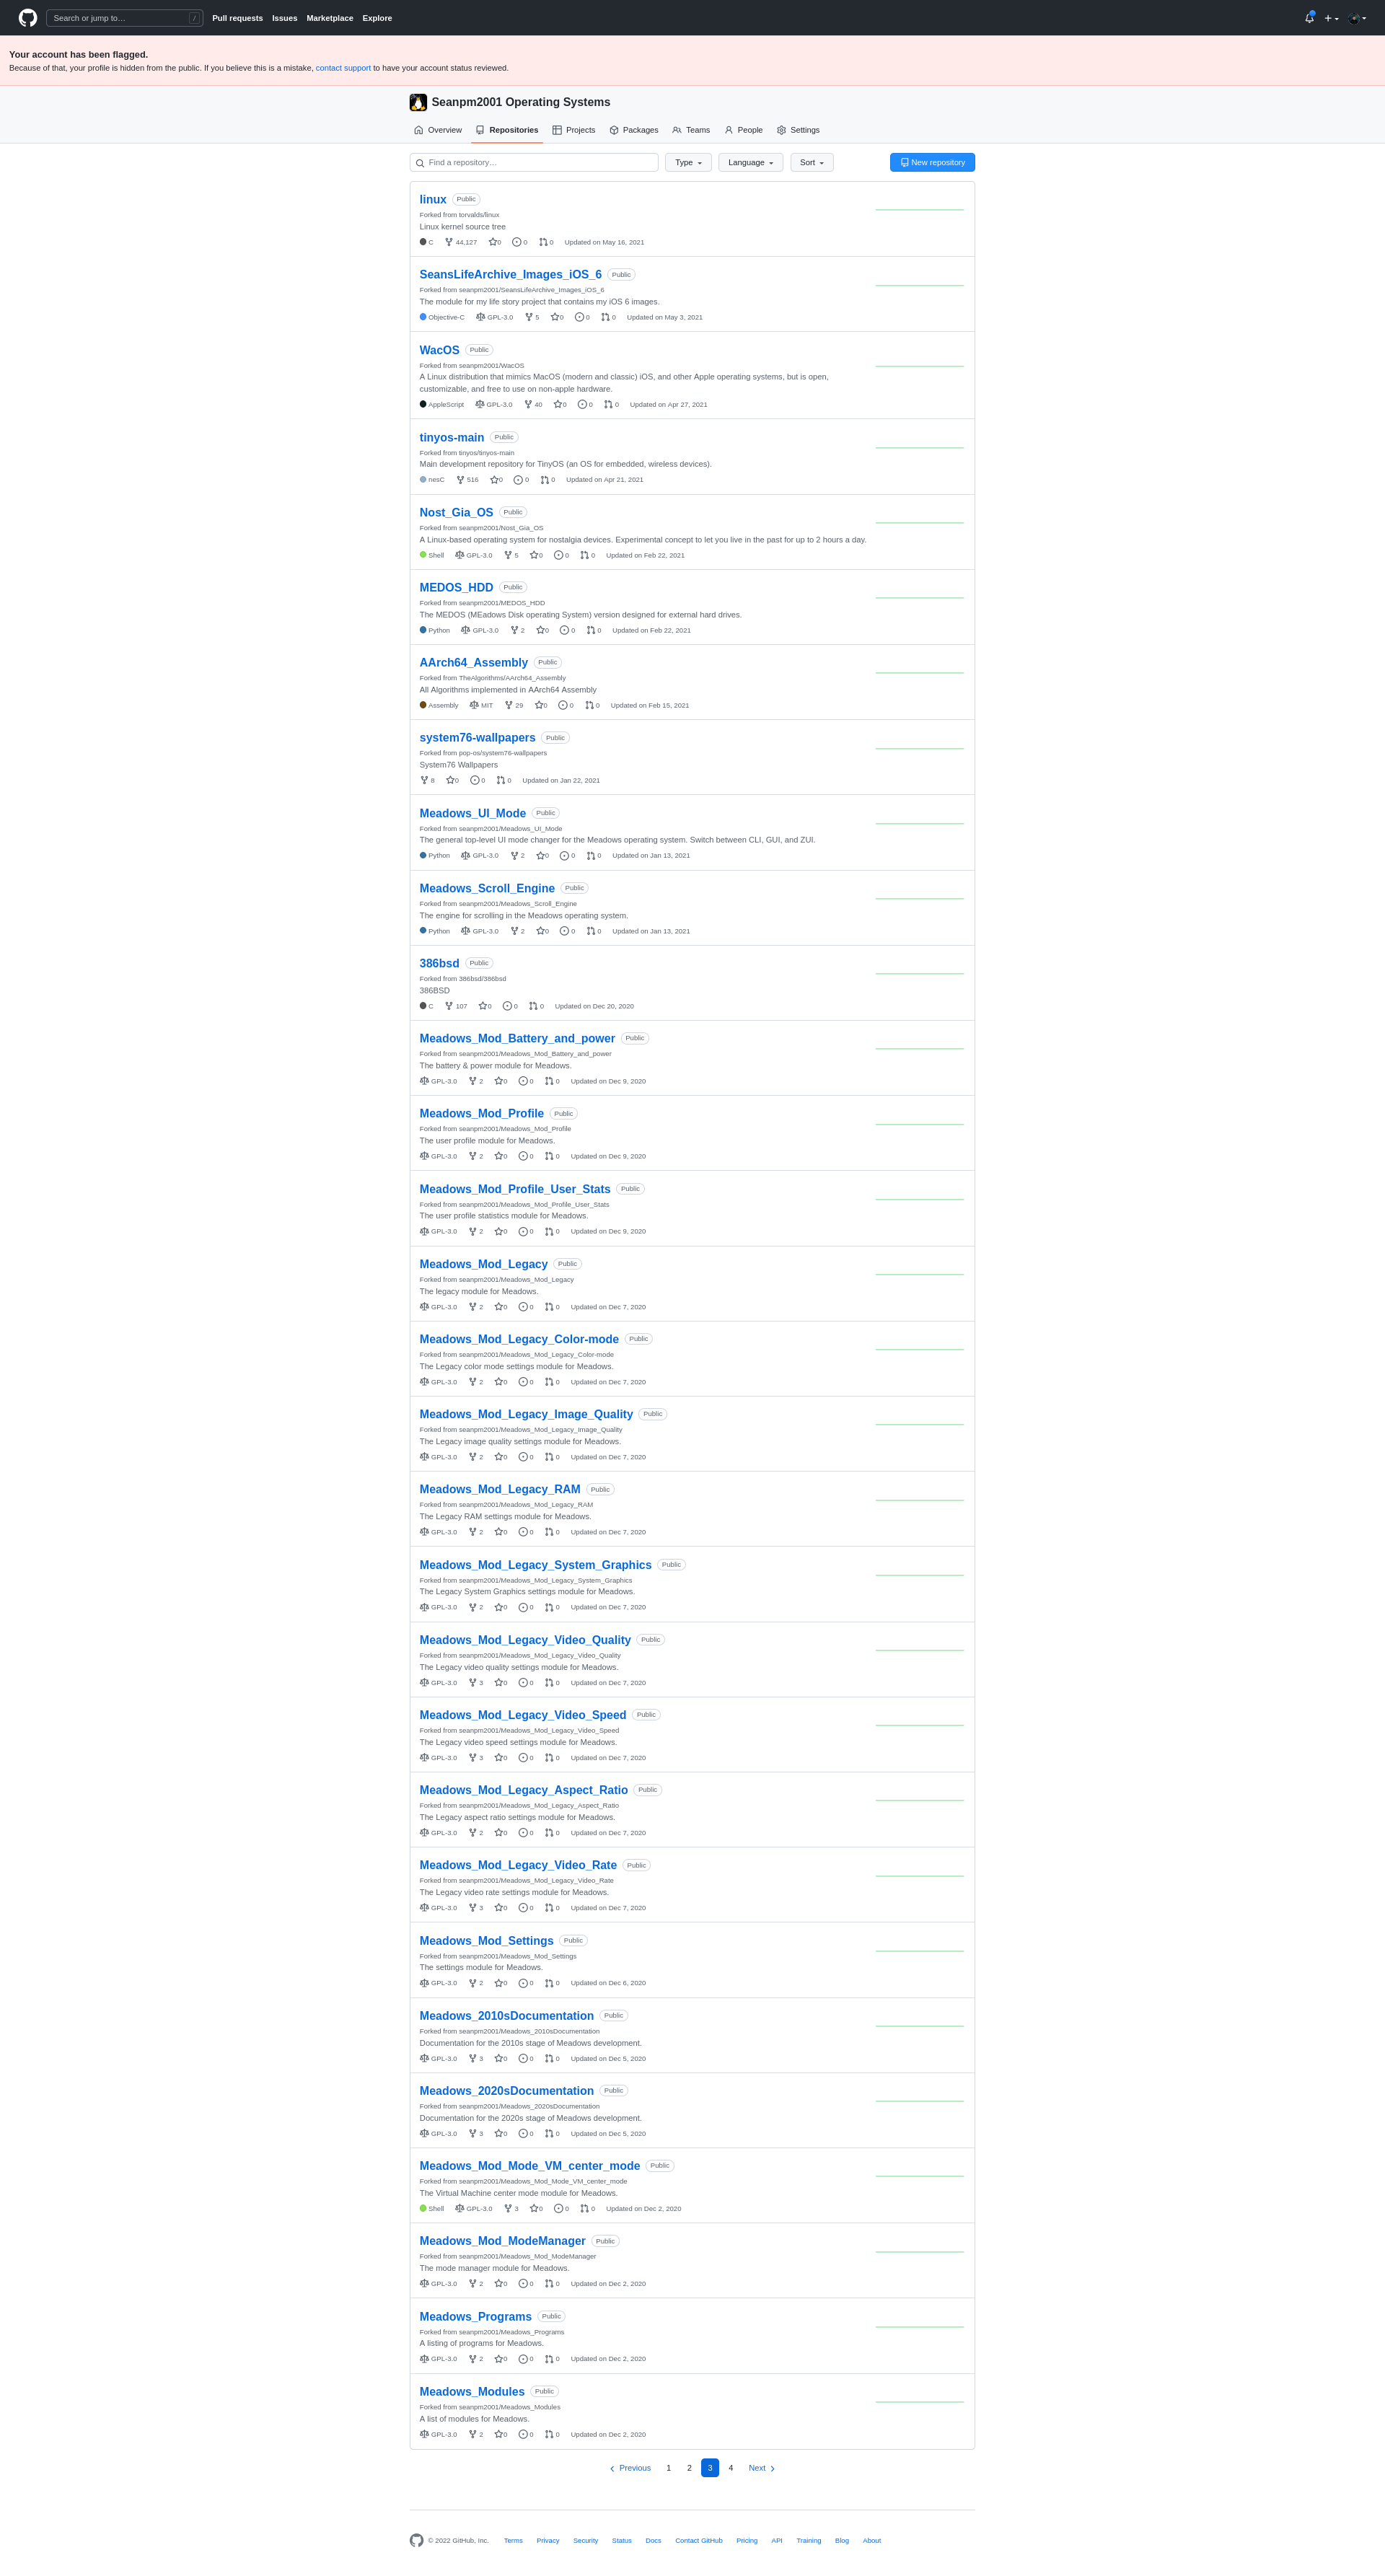 Search or jump to… /
Pull requests Issues Marketplace Explore
Your account has been flagged.
Because of that, your profile is hidden from the public. If you believe this is a mistake, contact support to have your account status reviewed.
Seanpm2001 Operating Systems
Overview Repositories Projects Packages Teams People Settings
Find a repository… Type Language Sort New repository
linux Public
Forked from torvalds/linux
Linux kernel source tree
C 44,127 0 0 0 Updated on May 16, 2021
SeansLifeArchive_Images_iOS_6 Public
Forked from seanpm2001/SeansLifeArchive_Images_iOS_6
The module for my life story project that contains my iOS 6 images.
Objective-C GPL-3.0 5 0 0 0 Updated on May 3, 2021
WacOS Public
Forked from seanpm2001/WacOS
A Linux distribution that mimics MacOS (modern and classic) iOS, and other Apple operating systems, but is open,
customizable, and free to use on non-apple hardware.
AppleScript GPL-3.0 40 0 0 0 Updated on Apr 27, 2021
tinyos-main Public
Forked from tinyos/tinyos-main
Main development repository for TinyOS (an OS for embedded, wireless devices).
nesC 516 0 0 0 Updated on Apr 21, 2021
Nost_Gia_OS Public
Forked from seanpm2001/Nost_Gia_OS
A Linux-based operating system for nostalgia devices. Experimental concept to let you live in the past for up to 2 hours a day.
Shell GPL-3.0 5 0 0 0 Updated on Feb 22, 2021
MEDOS_HDD Public
Forked from seanpm2001/MEDOS_HDD
The MEDOS (MEadows Disk operating System) version designed for external hard drives.
Python GPL-3.0 2 0 0 0 Updated on Feb 22, 2021
AArch64_Assembly Public
Forked from TheAlgorithms/AArch64_Assembly
All Algorithms implemented in AArch64 Assembly
Assembly MIT 29 0 0 0 Updated on Feb 15, 2021
system76-wallpapers Public
Forked from pop-os/system76-wallpapers
System76 Wallpapers
8 0 0 0 Updated on Jan 22, 2021
Meadows_UI_Mode Public
Forked from seanpm2001/Meadows_UI_Mode
The general top-level UI mode changer for the Meadows operating system. Switch between CLI, GUI, and ZUI.
Python GPL-3.0 2 0 0 0 Updated on Jan 13, 2021
Meadows_Scroll_Engine Public
Forked from seanpm2001/Meadows_Scroll_Engine
The engine for scrolling in the Meadows operating system.
Python GPL-3.0 2 0 0 0 Updated on Jan 13, 2021
386bsd Public
Forked from 386bsd/386bsd
386BSD
C 107 0 0 0 Updated on Dec 20, 2020
Meadows_Mod_Battery_and_power Public
Forked from seanpm2001/Meadows_Mod_Battery_and_power
The battery & power module for Meadows.
GPL-3.0 2 0 0 0 Updated on Dec 9, 2020
Meadows_Mod_Profile Public
Forked from seanpm2001/Meadows_Mod_Profile
The user profile module for Meadows.
GPL-3.0 2 0 0 0 Updated on Dec 9, 2020
Meadows_Mod_Profile_User_Stats Public
Forked from seanpm2001/Meadows_Mod_Profile_User_Stats
The user profile statistics module for Meadows.
GPL-3.0 2 0 0 0 Updated on Dec 9, 2020
Meadows_Mod_Legacy Public
Forked from seanpm2001/Meadows_Mod_Legacy
The legacy module for Meadows.
GPL-3.0 2 0 0 0 Updated on Dec 7, 2020
Meadows_Mod_Legacy_Color-mode Public
Forked from seanpm2001/Meadows_Mod_Legacy_Color-mode
The Legacy color mode settings module for Meadows.
GPL-3.0 2 0 0 0 Updated on Dec 7, 2020
Meadows_Mod_Legacy_Image_Quality Public
Forked from seanpm2001/Meadows_Mod_Legacy_Image_Quality
The Legacy image quality settings module for Meadows.
GPL-3.0 2 0 0 0 Updated on Dec 7, 2020
Meadows_Mod_Legacy_RAM Public
Forked from seanpm2001/Meadows_Mod_Legacy_RAM
The Legacy RAM settings module for Meadows.
GPL-3.0 2 0 0 0 Updated on Dec 7, 2020
Meadows_Mod_Legacy_System_Graphics Public
Forked from seanpm2001/Meadows_Mod_Legacy_System_Graphics
The Legacy System Graphics settings module for Meadows.
GPL-3.0 2 0 0 0 Updated on Dec 7, 2020
Meadows_Mod_Legacy_Video_Quality Public
Forked from seanpm2001/Meadows_Mod_Legacy_Video_Quality
The Legacy video quality settings module for Meadows.
GPL-3.0 3 0 0 0 Updated on Dec 7, 2020
Meadows_Mod_Legacy_Video_Speed Public
Forked from seanpm2001/Meadows_Mod_Legacy_Video_Speed
The Legacy video speed settings module for Meadows.
GPL-3.0 3 0 0 0 Updated on Dec 7, 2020
Meadows_Mod_Legacy_Aspect_Ratio Public
Forked from seanpm2001/Meadows_Mod_Legacy_Aspect_Ratio
The Legacy aspect ratio settings module for Meadows.
GPL-3.0 2 0 0 0 Updated on Dec 7, 2020
Meadows_Mod_Legacy_Video_Rate Public
Forked from seanpm2001/Meadows_Mod_Legacy_Video_Rate
The Legacy video rate settings module for Meadows.
GPL-3.0 3 0 0 0 Updated on Dec 7, 2020
Meadows_Mod_Settings Public
Forked from seanpm2001/Meadows_Mod_Settings
The settings module for Meadows.
GPL-3.0 2 0 0 0 Updated on Dec 6, 2020
Meadows_2010sDocumentation Public
Forked from seanpm2001/Meadows_2010sDocumentation
Documentation for the 2010s stage of Meadows development.
GPL-3.0 3 0 0 0 Updated on Dec 5, 2020
Meadows_2020sDocumentation Public
Forked from seanpm2001/Meadows_2020sDocumentation
Documentation for the 2020s stage of Meadows development.
GPL-3.0 3 0 0 0 Updated on Dec 5, 2020
Meadows_Mod_Mode_VM_center_mode Public
Forked from seanpm2001/Meadows_Mod_Mode_VM_center_mode
The Virtual Machine center mode module for Meadows.
Shell GPL-3.0 3 0 0 0 Updated on Dec 2, 2020
Meadows_Mod_ModeManager Public
Forked from seanpm2001/Meadows_Mod_ModeManager
The mode manager module for Meadows.
GPL-3.0 2 0 0 0 Updated on Dec 2, 2020
Meadows_Programs Public
Forked from seanpm2001/Meadows_Programs
A listing of programs for Meadows.
GPL-3.0 2 0 0 0 Updated on Dec 2, 2020
Meadows_Modules Public
Forked from seanpm2001/Meadows_Modules
A list of modules for Meadows.
GPL-3.0 2 0 0 0 Updated on Dec 2, 2020
Previous 1 2 3 4 Next
© 2022 GitHub, Inc. Terms Privacy Security Status Docs Contact GitHub Pricing API Training Blog About